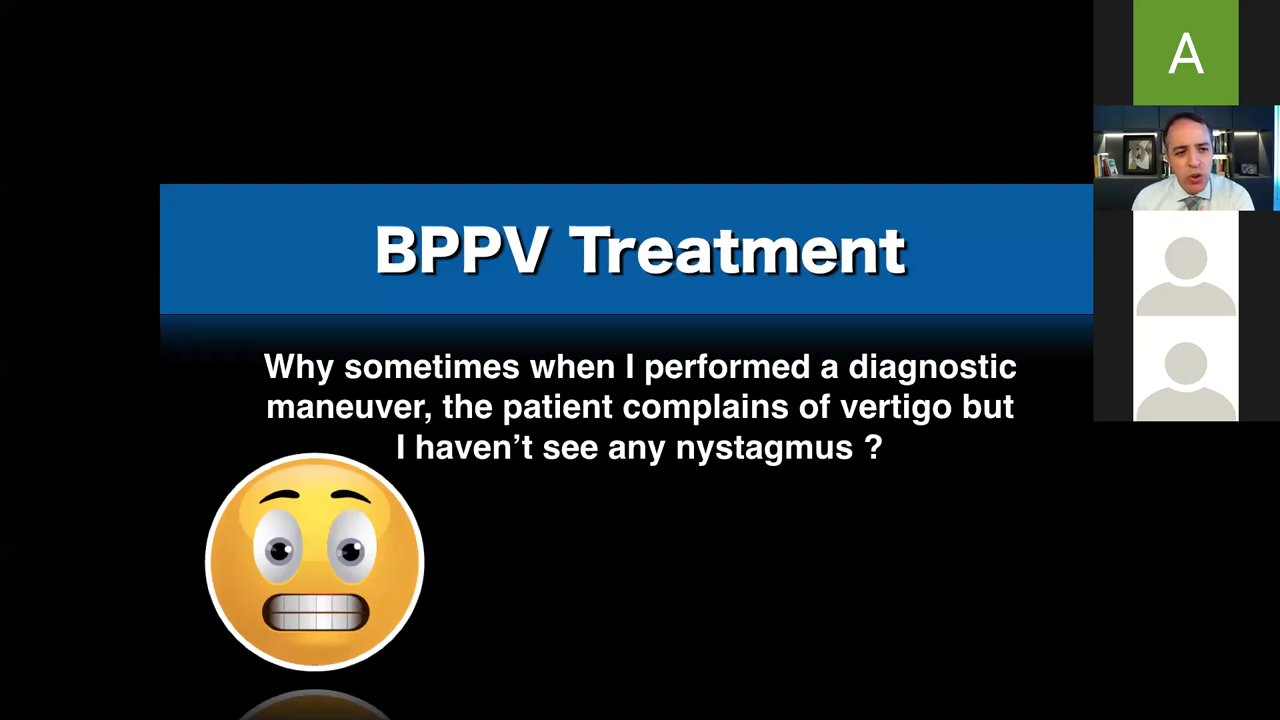 BPPV Treatment
Why sometimes when I performed a diagnostic
maneuver, the patient complains of vertigo but
I haven’t see any nystagmus ?
A